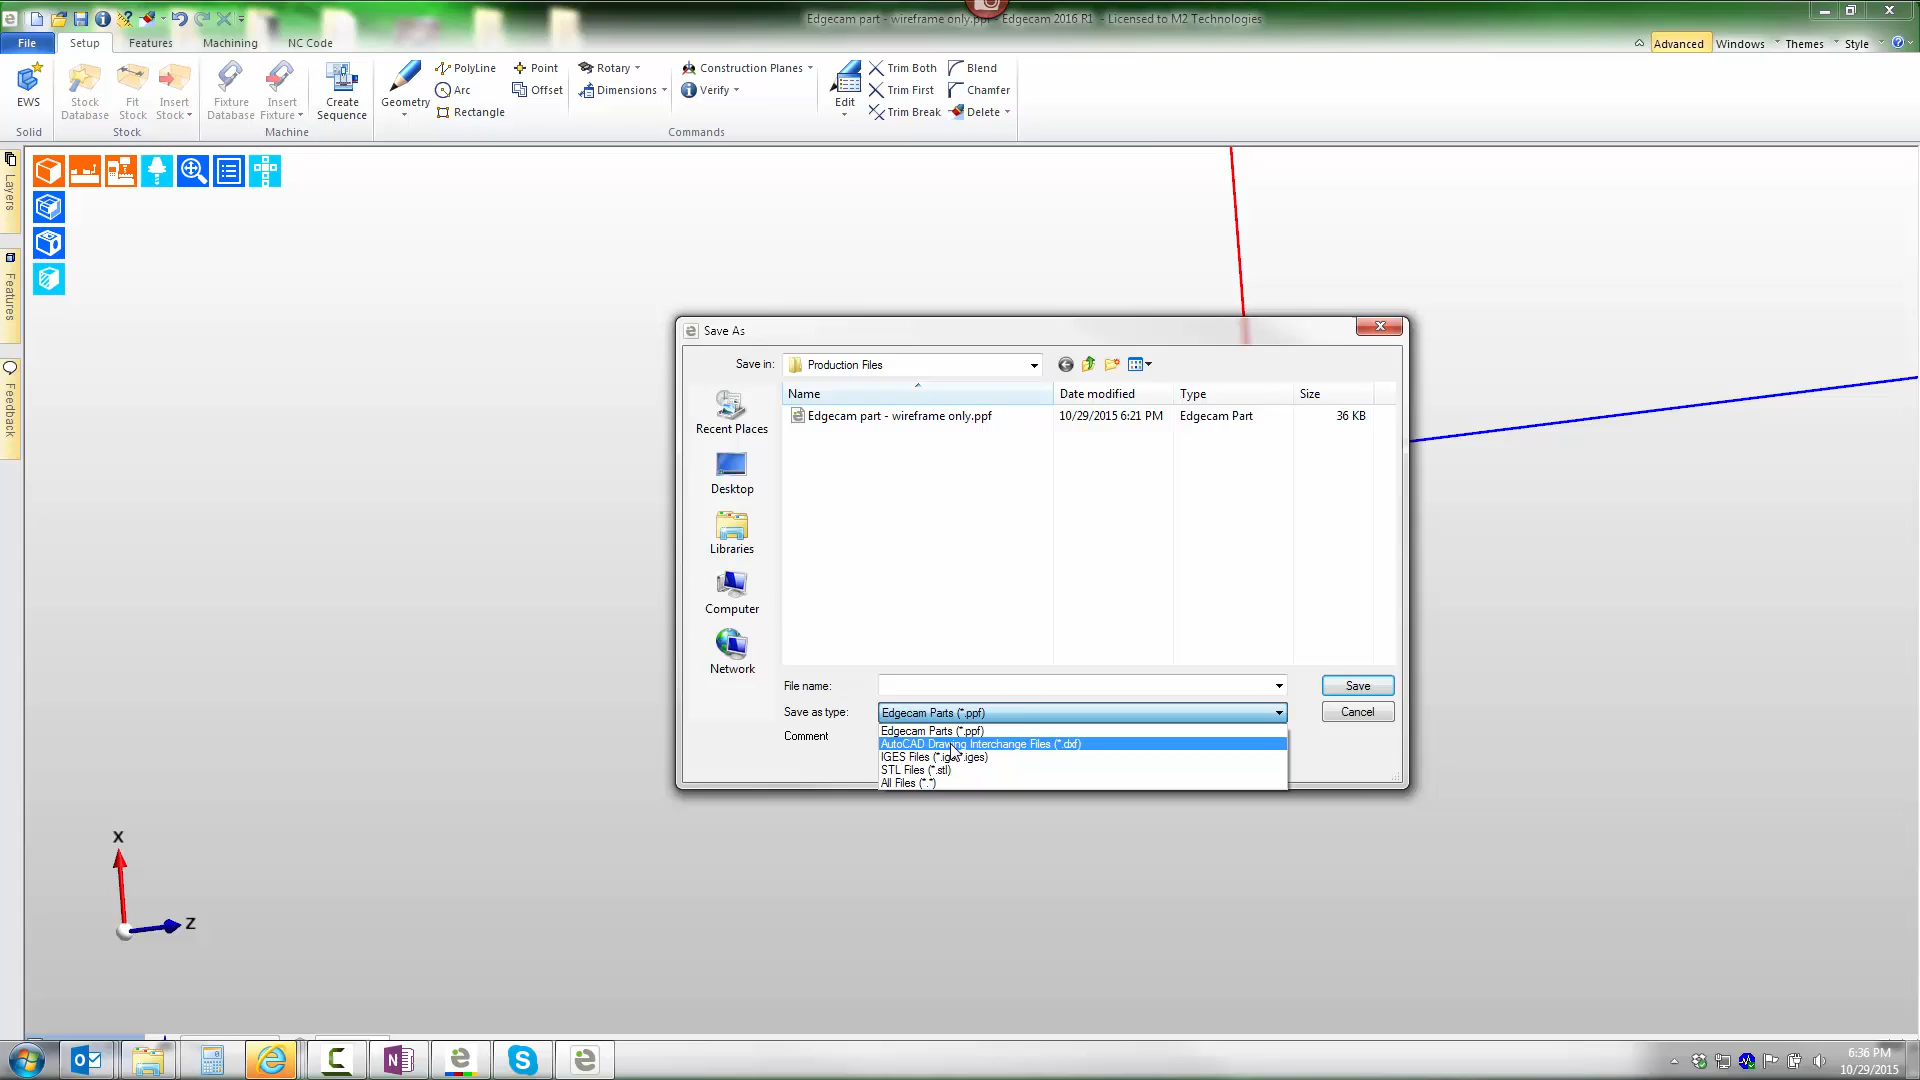 Edgecam part - wireframe only.ppf - Edgecam 2016 R1 - Licensed to M2 Technologies
File Setup Features Machining NC Code Advanced Windows Themes Style
EWS
Stock Database
Fit Stock
Insert Stock
Fixture Database
Insert Fixture
Create Sequence
Geometry
PolyLine
Arc
Rectangle
Point
Offset
Rotary
Dimensions
Construction Planes
Verify
Edit
Trim Both
Trim First
Trim Break
Blend
Chamfer
Delete
Solid Stock Machine Commands
Layers
Features
Feedback
Save As
Save in: Production Files
Name Date modified Type Size
Edgecam part - wireframe only.ppf 10/29/2015 6:21 PM Edgecam Part 36 KB
Recent Places
Desktop
Libraries
Computer
Network
File name: Save
Save as type: Edgecam Parts (*.ppf) Cancel
Comment
Edgecam Parts (*.ppf)
AutoCAD Drawing Interchange Files (*.dxf)
IGES Files (*.igs;*.iges)
STL Files (*.stl)
All Files (*.*)
X
Z
6:36 PM
10/29/2015